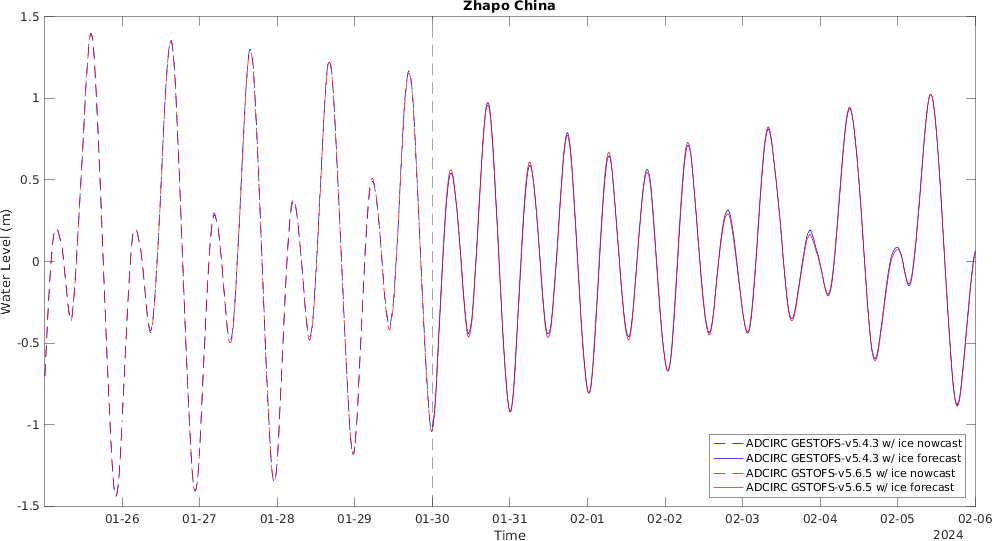 Zhapo China
1.5
1
0.5
0
-0.5
-1
-1.5
Water Level (m)
01-26 01-27 01-28 01-29 01-30 01-31 02-01 02-02 02-03 02-04 02-05 02-06
Time
2024
ADCIRC GESTOFS-v5.4.3 w/ ice nowcast
ADCIRC GESTOFS-v5.4.3 w/ ice forecast
ADCIRC GSTOFS-v5.6.5 w/ ice nowcast
ADCIRC GSTOFS-v5.6.5 w/ ice forecast